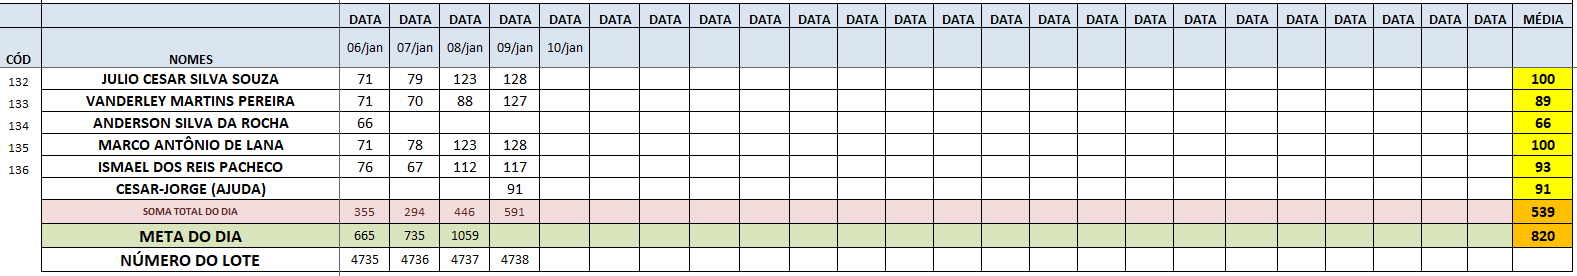 DATA DATA DATA DATA DATA DATA DATA DATA DATA DATA DATA DATA DATA DATA DATA DATA DATA DATA DATA DATA DATA DATA DATA DATA MÉDIA
CÓD NOMES 06/jan 07/jan 08/jan 09/jan 10/jan
132 JULIO CESAR SILVA SOUZA 71 79 123 128 100
133 VANDERLEY MARTINS PEREIRA 71 70 88 127 89
134 ANDERSON SILVA DA ROCHA 66 66
135 MARCO ANTÔNIO DE LANA 71 78 123 128 100
136 ISMAEL DOS REIS PACHECO 76 67 112 117 93
CESAR-JORGE (AJUDA) 91 91
SOMA TOTAL DO DIA 355 294 446 591 539
META DO DIA 665 735 1059 820
NÚMERO DO LOTE 4735 4736 4737 4738